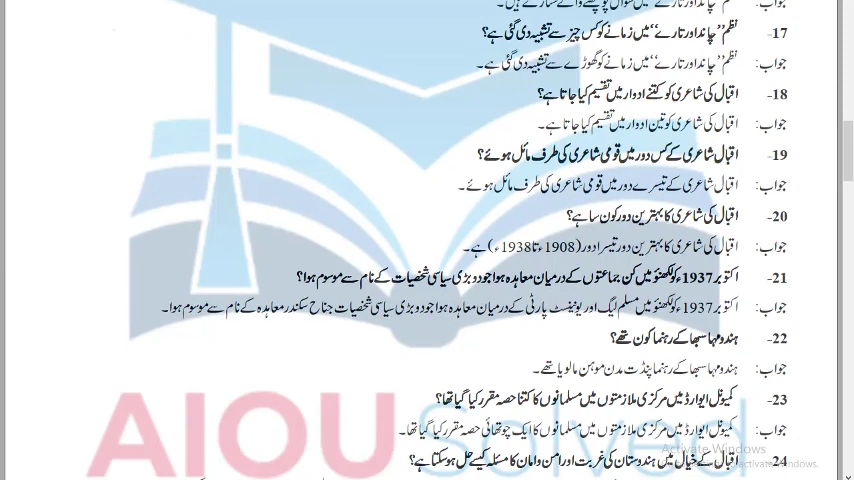 جواب: نظم "چاند اور تارے" میں سوال پوچھنے والے ستارے ہیں۔
-17 نظم "چاند اور تارے" میں زمانے کو کس چیز سے تشبیہ دی گئی ہے؟
جواب: نظم "چاند اور تارے" میں زمانے کو گھوڑے سے تشبیہ دی گئی ہے۔
-18 اقبال کی شاعری کو کتنے ادوار میں تقسیم کیا جاتا ہے؟
جواب: اقبال کی شاعری کو تین ادوار میں تقسیم کیا جاتا ہے۔
-19 اقبال شاعری کے کس دور میں قومی شاعری کی طرف مائل ہوئے؟
جواب: اقبال شاعری کے تیسرے دور میں قومی شاعری کی طرف مائل ہوئے۔
-20 اقبال کی شاعری کا بہترین دور کون سا ہے؟
جواب: اقبال کی شاعری کا بہترین دور تیسرا دور (1908ء تا 1938ء) ہے۔
-21 اکتوبر 1937ء کو لکھنؤ میں کن جماعتوں کے درمیان معاہدہ ہوا جو دو بڑی سیاسی شخصیات کے نام سے موسوم ہوا؟
جواب: اکتوبر 1937ء کو لکھنؤ میں مسلم لیگ اور یونینسٹ پارٹی کے درمیان معاہدہ ہوا جو دو بڑی سیاسی شخصیات جناح سکندر معاہدہ کے نام سے موسوم ہوا۔
-22 ہندو مہا سبھا کے رہنما کون تھے؟
جواب: ہندو مہا سبھا کے رہنما پنڈت مدن موہن مالویا تھے۔
-23 کمیونل ایوارڈ میں مرکزی ملازمتوں میں مسلمانوں کا کتنا حصہ مقرر کیا گیا تھا؟
جواب: کمیونل ایوارڈ میں مرکزی ملازمتوں میں مسلمانوں کا ایک چوتھائی حصہ مقرر کیا گیا تھا۔
-24 اقبال کے خیال میں ہندوستان کی غربت اور امن و امان کا مسئلہ کیسے حل ہو سکتا ہے؟
AIOU Solved
Activate Windows
activate Windows.